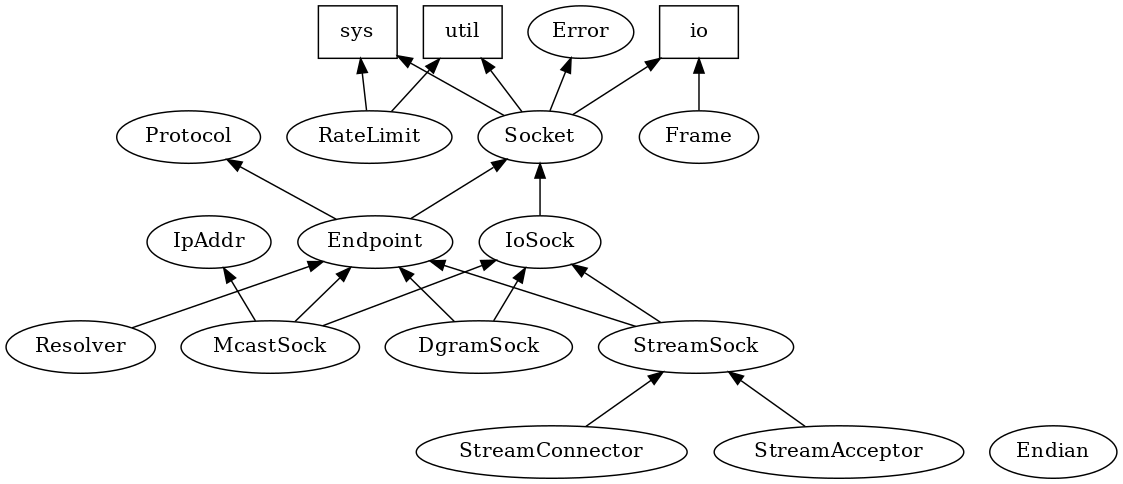 sys
util
Error
io
Protocol
RateLimit
Socket
Frame
IpAddr
Endpoint
IoSock
Resolver
McastSock
DgramSock
StreamSock
StreamConnector
StreamAcceptor
Endian